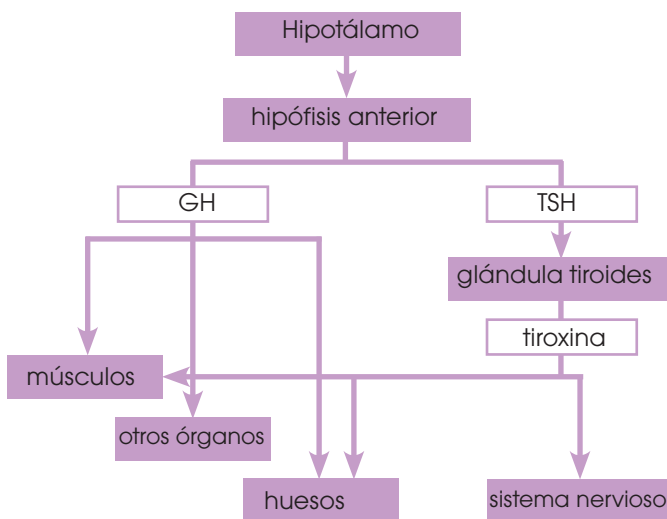 Hipotálamo
hipófisis anterior
GH
TSH
glándula tiroides
tiroxina
músculos
otros órganos
huesos
sistema nervioso